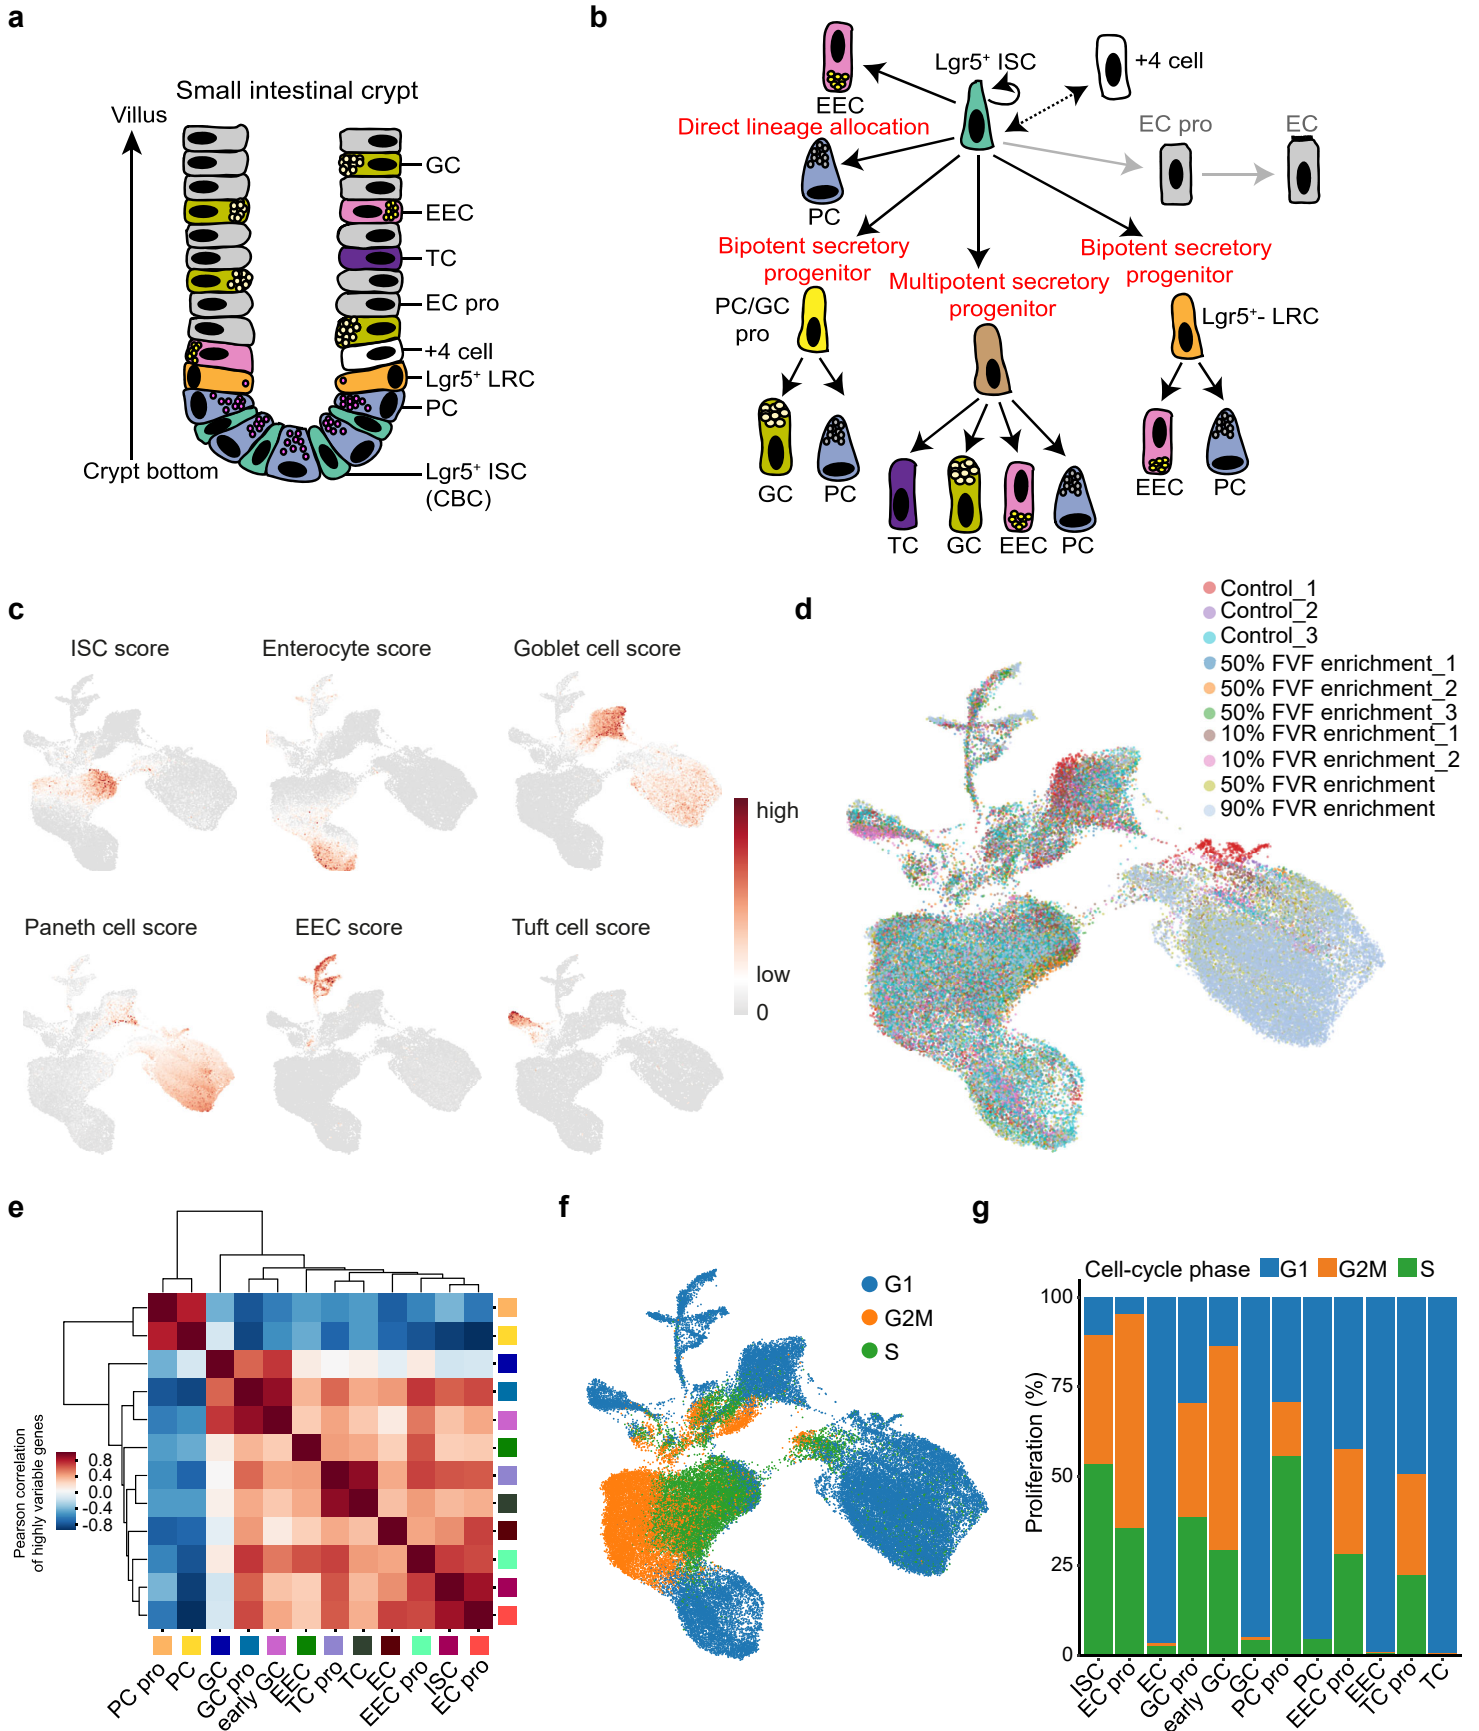 a
Small intestinal crypt
Villus
GC
EEC
TC
EC pro
+4 cell
Lgr5+ LRC
PC
Lgr5+ ISC
(CBC)
Crypt bottom
b
Lgr5+ ISC
+4 cell
EEC
Direct lineage allocation
EC pro
EC
PC
Bipotent secretory
progenitor
Multipotent secretory
progenitor
Bipotent secretory
progenitor
PC/GC
pro
Lgr5+- LRC
GC
PC
TC
GC
EEC
PC
EEC
PC
c
ISC score
Enterocyte score
Goblet cell score
Paneth cell score
EEC score
Tuft cell score
high
low
0
d
Control_1
Control_2
Control_3
50% FVF enrichment_1
50% FVF enrichment_2
50% FVF enrichment_3
10% FVR enrichment_1
10% FVR enrichment_2
50% FVR enrichment
90% FVR enrichment
e
Pearson correlation
of highly variable genes
0.8
0.4
0.0
-0.4
-0.8
PC pro
PC
GC
GC pro
early GC
EEC
TC pro
TC
EC
EEC pro
ISC
EC pro
f
G1
G2M
S
g
Cell-cycle phase G1 G2M S
Proliferation (%)
100
75
50
25
0
ISC
EC pro
EC
GC pro
early GC
GC
PC pro
PC
EEC pro
EEC
TC pro
TC